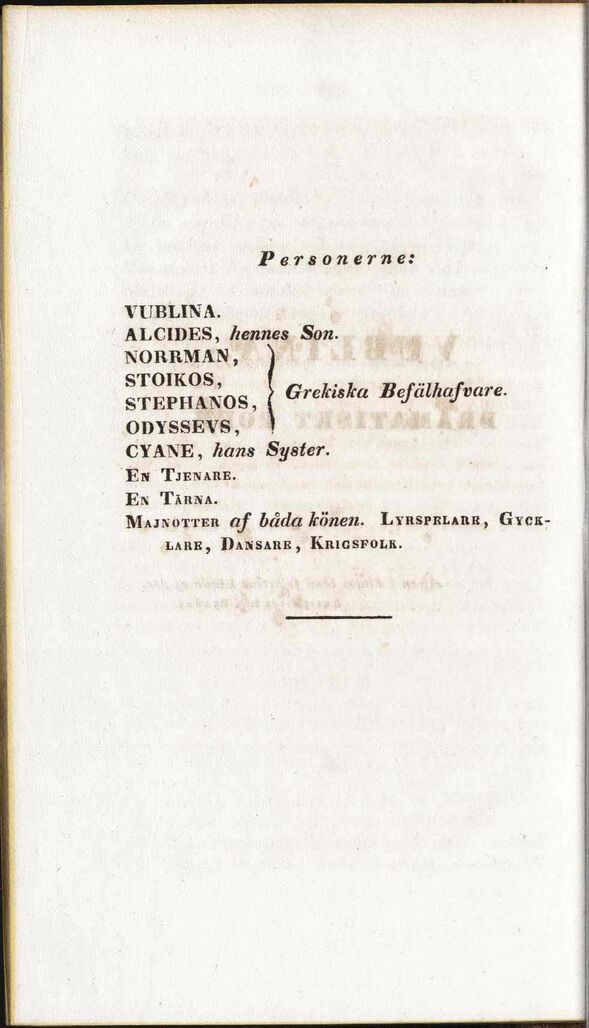 Personerne:
VUBLINA.
ALCIDES, hennes Son.
NORRMAN,
STOIKOS,
STEPHANOS,
Grekiska Befälhafvare.
ODYSSEVS,
CYANE, hans Syster.
En Tjenare.
En Tärna.
Majnotter af båda könen. Lyrspelare, Gyck-
lare, Dansare, Krigsfolk.